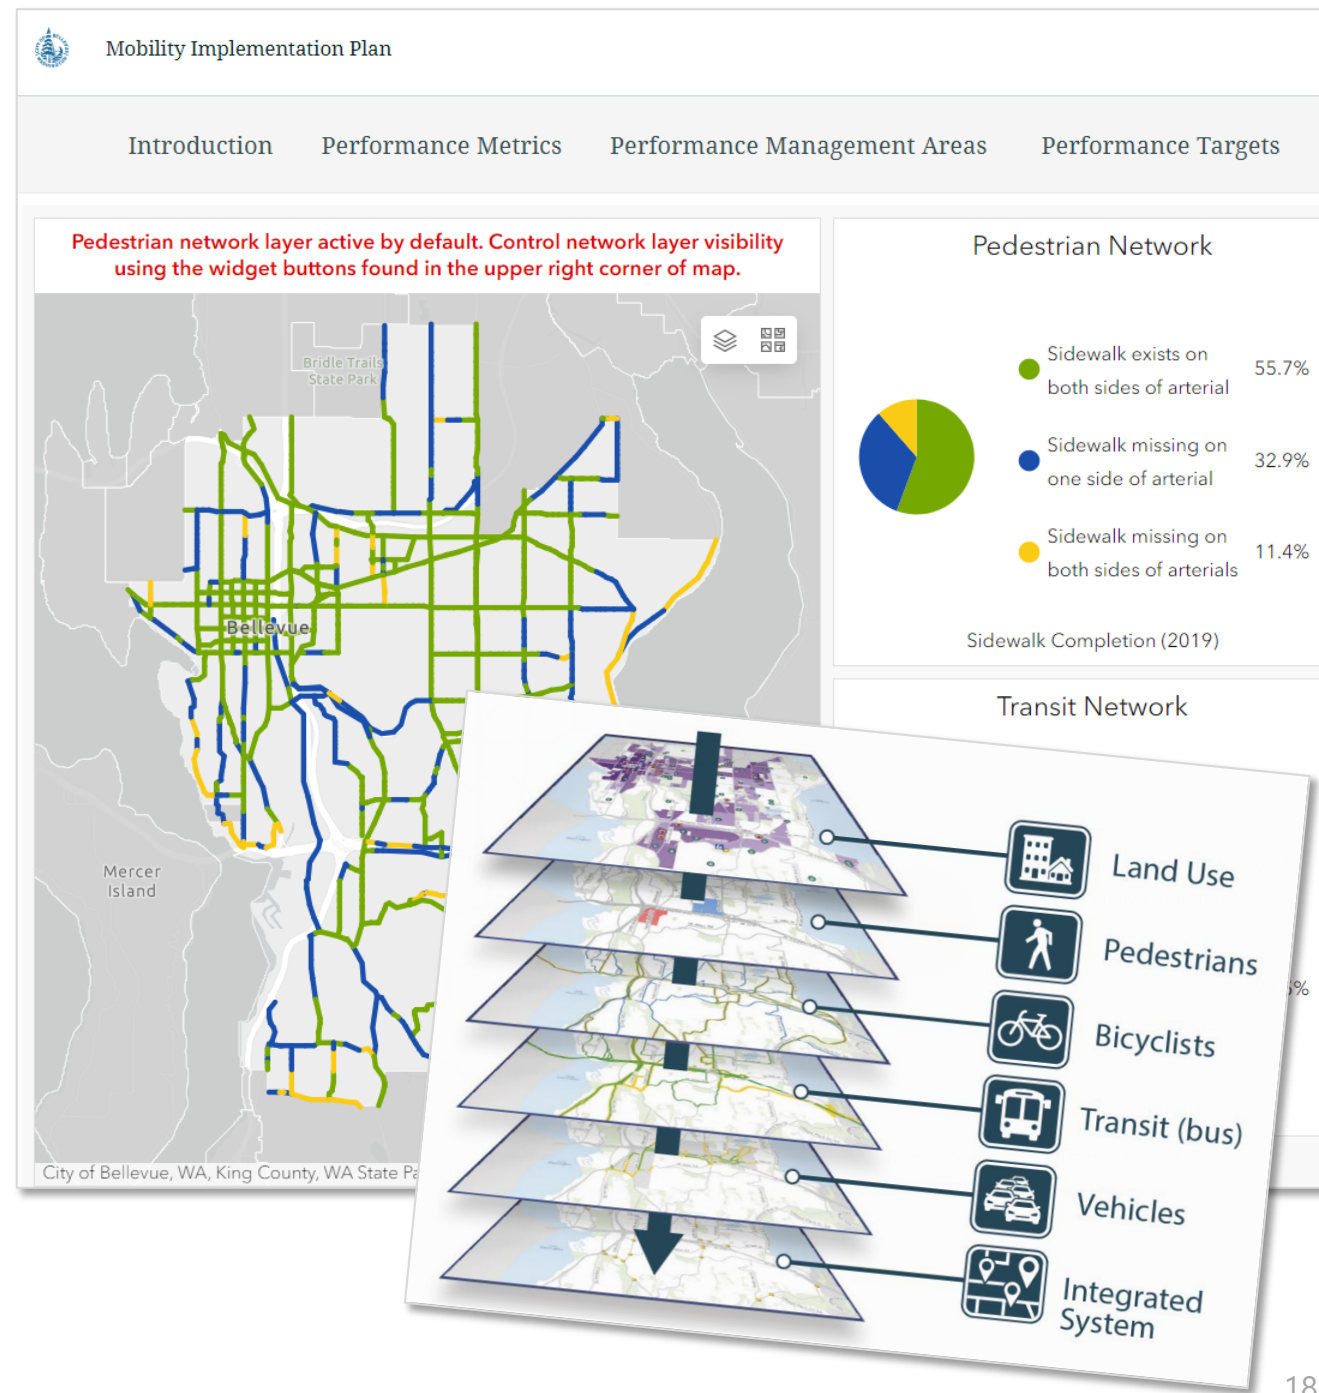 Mobility Implementation Plan
Introduction
Performance Metrics
Performance Management Areas
Performance Targets
Pedestrian network layer active by default. Control network layer visibility
using the widget buttons found in the upper right corner of map.
Bridle Trails
State Park
Bellevue
Mercer
Island
City of Bellevue, WA, King County, WA State
Pedestrian Network
Sidewalk exists on
both sides of arterial
55.7%
Sidewalk missing on
one side of arterial
32.9%
Sidewalk missing on
both sides of arterials
11.4%
Sidewalk Completion (2019)
Transit Network
Land Use
Pedestrians
Bicyclists
Transit (bus)
Vehicles
Integrated
System
18